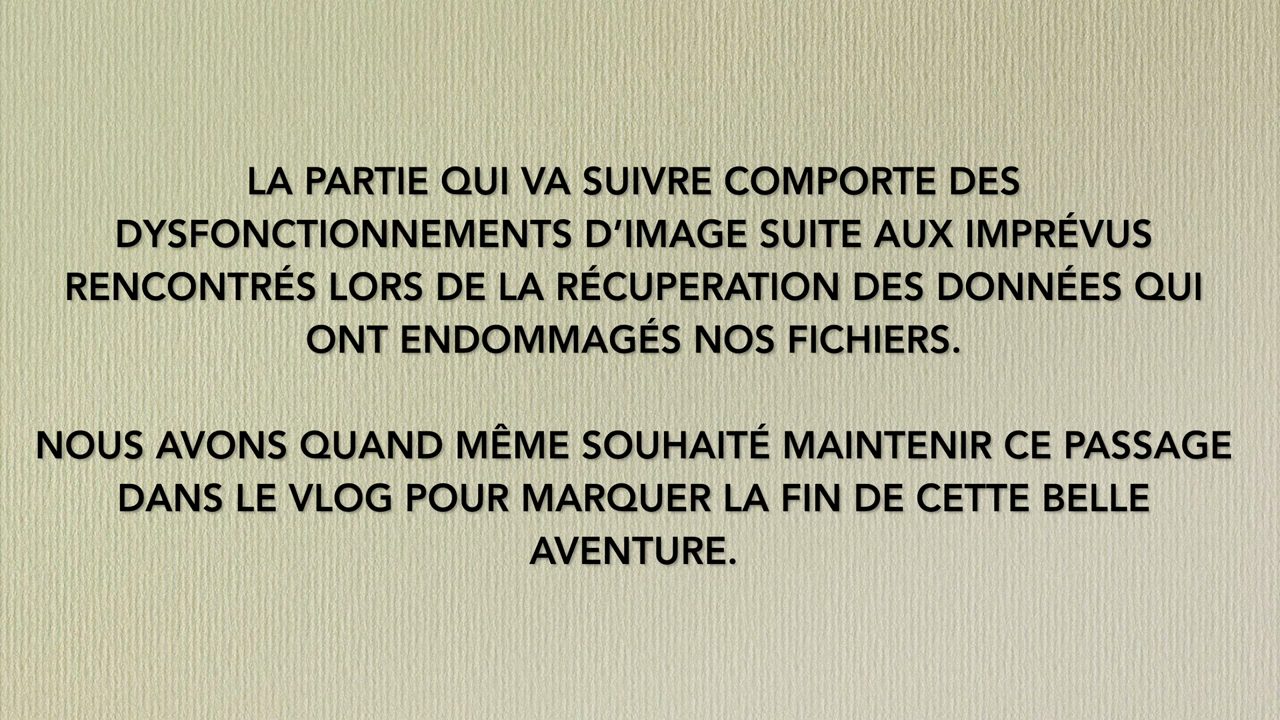 LA PARTIE QUI VA SUIVRE COMPORTE DES
DYSFONCTIONNEMENTS D’IMAGE SUITE AUX IMPRÉVUS
RENCONTRÉS LORS DE LA RÉCUPERATION DES DONNÉES QUI
ONT ENDOMMAGÉS NOS FICHIERS.
NOUS AVONS QUAND MÊME SOUHAITÉ MAINTENIR CE PASSAGE
DANS LE VLOG POUR MARQUER LA FIN DE CETTE BELLE
AVENTURE.